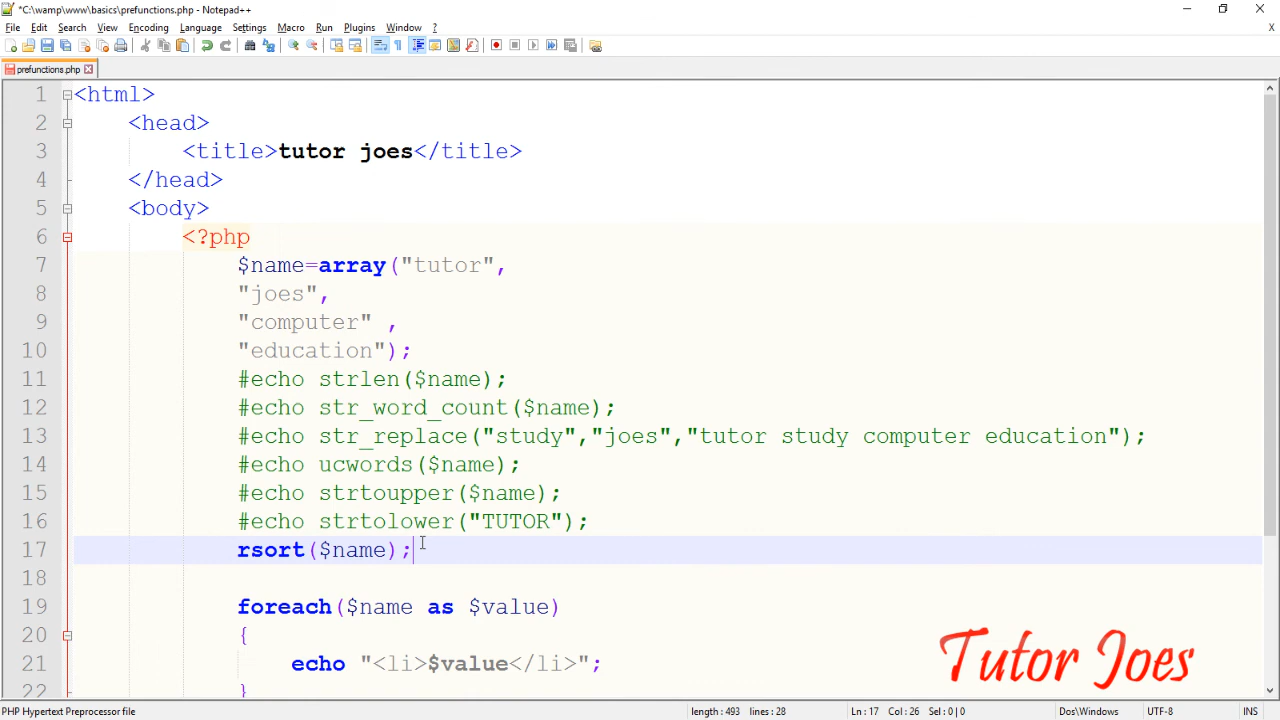 *C:\wamp\www\basics\prefunctions.php - Notepad++
File Edit Search View Encoding Language Settings Macro Run Plugins Window ?
X
prefunctions.php
1 <html>
2 <head>
3 <title>tutor joes</title>
4 </head>
5 <body>
6 <?php
7 $name=array("tutor",
8 "joes",
9 "computer" ,
10 "education");
11 #echo strlen($name);
12 #echo str_word_count($name);
13 #echo str_replace("study","joes","tutor study computer education");
14 #echo ucwords($name);
15 #echo strtoupper($name);
16 #echo strtolower("TUTOR");
17 rsort($name);
18
19 foreach($name as $value)
20 {
21 echo "<li>$value</li>";
22 }
Tutor Joes
PHP Hypertext Preprocessor file length : 493 lines : 28 Ln : 17 Col : 26 Sel : 0 | 0 Dos\Windows UTF-8 INS